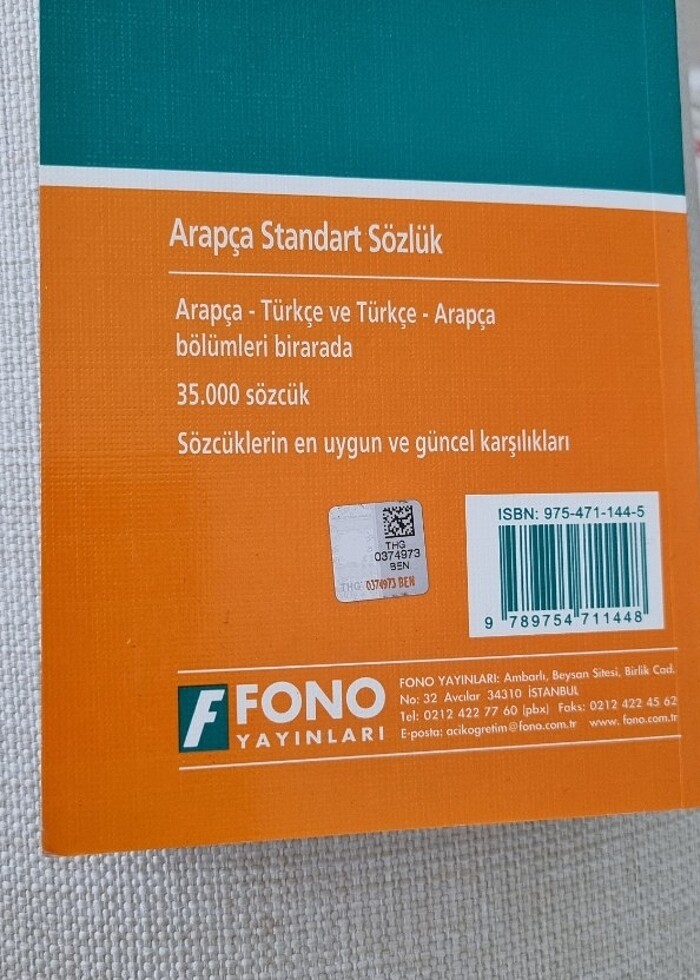 Arapça Standart Sözlük
Arapça - Türkçe ve Türkçe - Arapça
bölümleri birarada
35.000 sözcük
Sözcüklerin en uygun ve güncel karşılıkları
THG
0374973
BEN
THG 0374973 BEN
ISBN: 975-471-144-5
9 789754 711448
F FONO
YAYINLARI
FONO YAYINLARI: Ambarlı, Beysan Sitesi, Birlik Cad.
No: 32 Avcılar 34310 İSTANBUL
Tel: 0212 422 77 60 (pbx) Faks: 0212 422 45 62
E-posta: acikogretim@fono.com.tr www. fono.com.tr